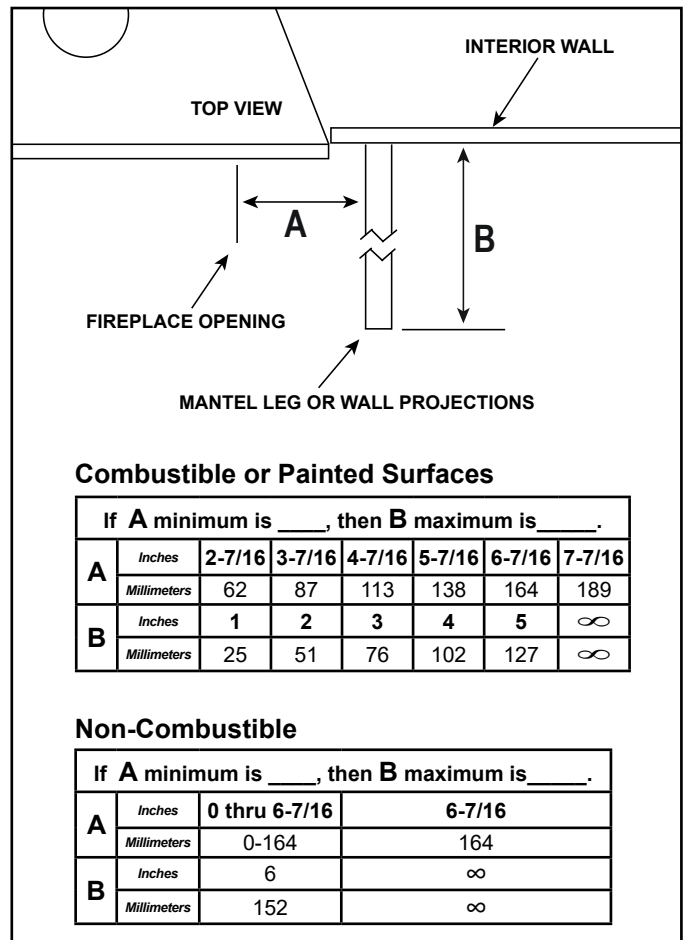 INTERIOR WALL
TOP VIEW
A
B
FIREPLACE OPENING
MANTEL LEG OR WALL PROJECTIONS
Combustible or Painted Surfaces
If A minimum is ____, then B maximum is_____.
A Inches 2-7/16 3-7/16 4-7/16 5-7/16 6-7/16 7-7/16
Millimeters 62 87 113 138 164 189
B Inches 1 2 3 4 5 ∞
Millimeters 25 51 76 102 127 ∞
Non-Combustible
If A minimum is ____, then B maximum is_____.
A Inches 0 thru 6-7/16 6-7/16
Millimeters 0-164 164
B Inches 6 ∞
Millimeters 152 ∞